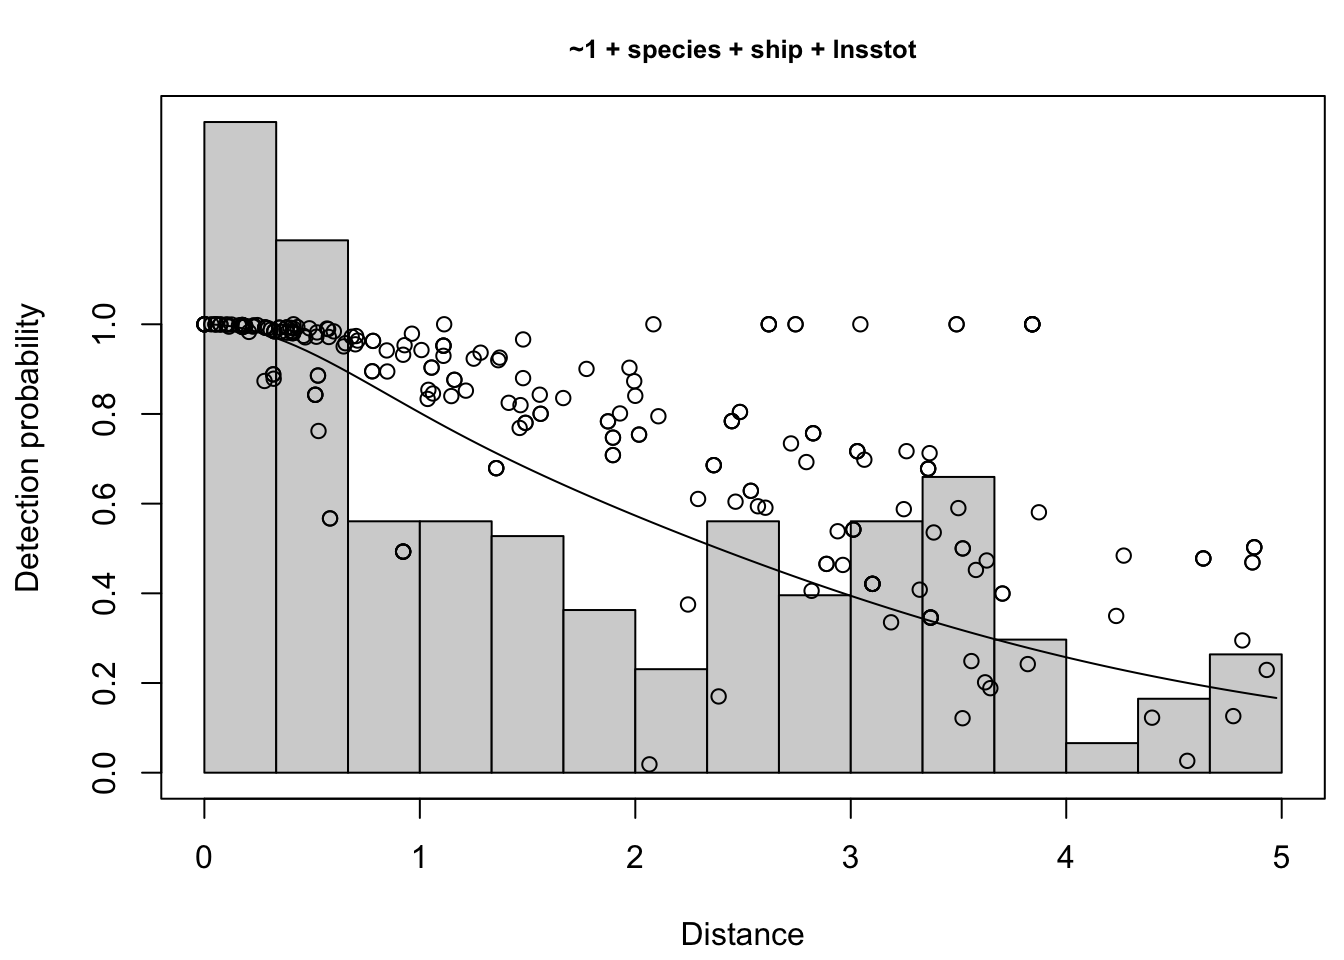 ~1 + species + ship + lnsstot
Detection probability
1.0
0.8
0.6
0.4
0.2
0.0
0 1 2 3 4 5
Distance